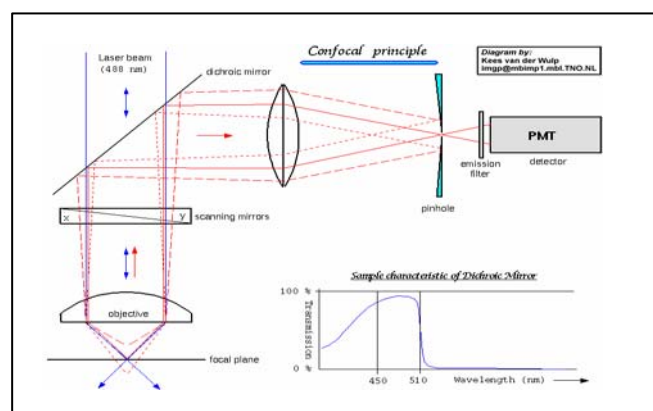 Laser beam
(488 nm)
dichroic mirror
Confocal principle
Diagram by:
Kees van der Wulp
imgp@mbimp1.mbl.TNO.NL
PMT
detector
emission
filter
pinhole
x y
scanning mirrors
objective
focal plane
Sample characteristic of Dichroic Mirror
100 %
Transmission
0 %
450 510 Wavelength (nm)